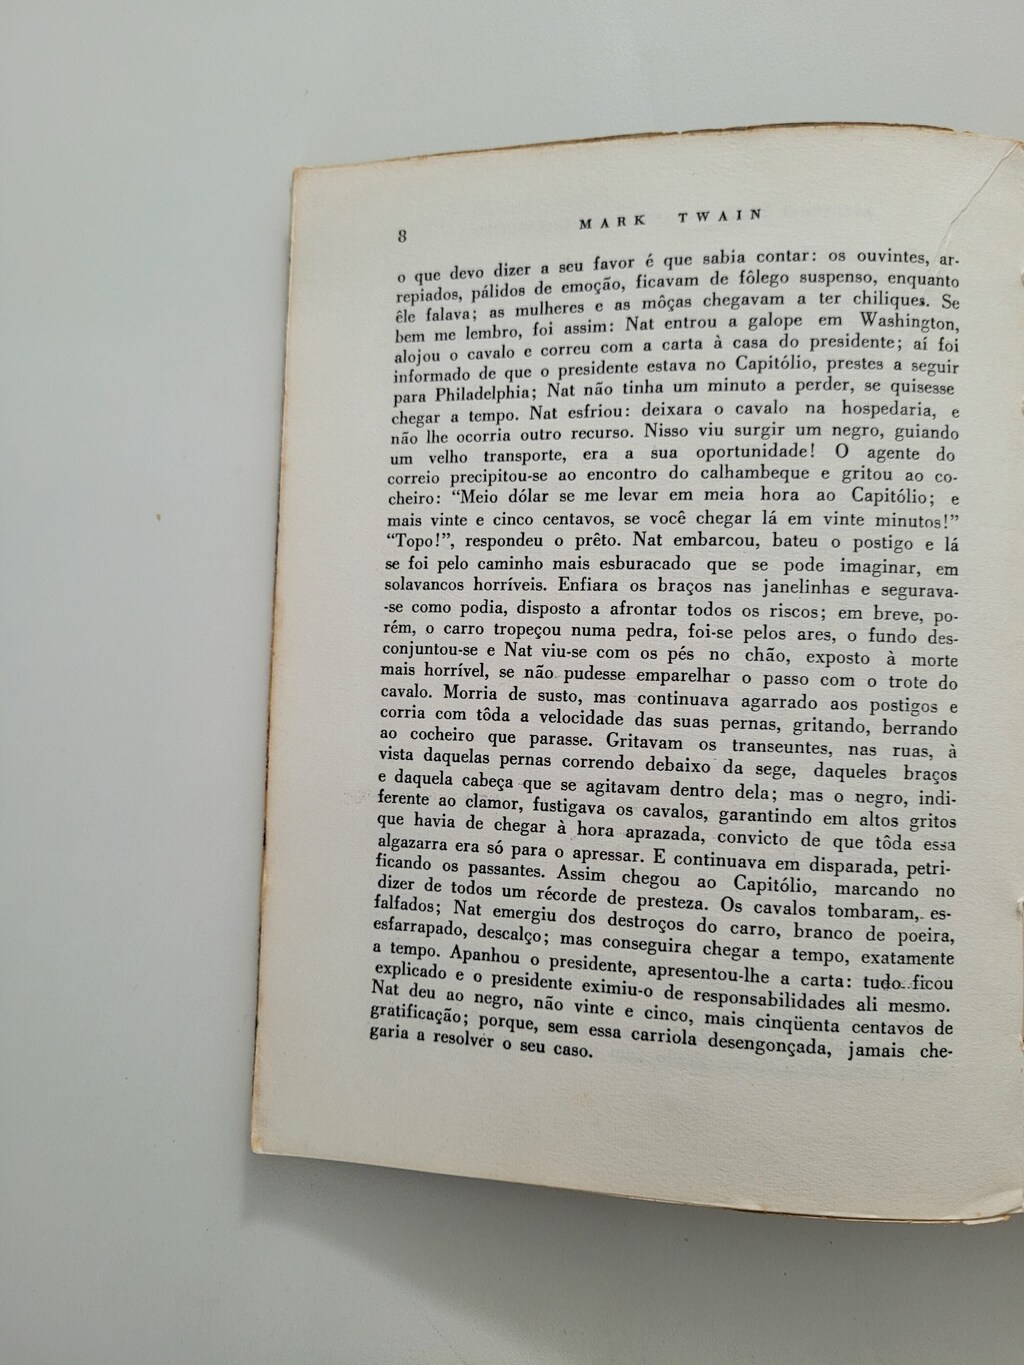 8
MARK TWAIN
o que devo dizer a seu favor é que sabia contar: os ouvintes, ar-
repiados, pálidos de emoção, ficavam de fôlego suspenso, enquanto
êle falava; as mulheres e as môças chegavam a ter chiliques. Se
bem me lembro, foi assim: Nat entrou a galope em Washington,
alojou o cavalo e correu com a carta à casa do presidente; aí foi
informado de que o presidente estava no Capitólio, prestes a seguir
para Philadelphia; Nat não tinha um minuto a perder, se quisesse
chegar a tempo. Nat esfriou: deixara o cavalo na hospedaria, e
não lhe ocorria outro recurso. Nisso viu surgir um negro, guiando
um velho transporte, era a sua oportunidade! O agente do
correio precipitou-se ao encontro do calhambeque e gritou ao co-
cheiro: “Meio dólar se me levar em meia hora ao Capitólio; e
mais vinte e cinco centavos, se você chegar lá em vinte minutos!”
“Topo!”, respondeu o prêto. Nat embarcou, bateu o postigo e lá
se foi pelo caminho mais esburacado que se pode imaginar, em
solavancos horríveis. Enfiara os braços nas janelinhas e segurava-
-se como podia, disposto a afrontar todos os riscos; em breve, po-
rém, o carro tropeçou numa pedra, foi-se pelos ares, o fundo des-
conjuntou-se e Nat viu-se com os pés no chão, exposto à morte
mais horrível, se não pudesse emparelhar o passo com o trote do
cavalo. Morria de susto, mas continuava agarrado aos postigos e
corria com tôda a velocidade das suas pernas, gritando, berrando
ao cocheiro que parasse. Gritavam os transeuntes, nas ruas, à
vista daquelas pernas correndo debaixo da sege, daqueles braços
e daquela cabeça que se agitavam dentro dela; mas o negro, indi-
ferente ao clamor, fustigava os cavalos, garantindo em altos gritos
que havia de chegar à hora aprazada, convicto de que tôda essa
algazarra era só para o apressar. E continuava em disparada, petri-
ficando os passantes. Assim chegou ao Capitólio, marcando no
dizer de todos um récorde de presteza. Os cavalos tombaram, es-
falfados; Nat emergiu dos destroços do carro, branco de poeira,
esfarrapado, descalço; mas conseguira chegar a tempo, exatamente
a tempo. Apanhou o presidente, apresentou-lhe a carta: tudo ficou
explicado e o presidente eximiu-o de responsabilidades ali mesmo.
Nat deu ao negro, não vinte e cinco, mais cinqüenta centavos de
gratificação; porque, sem essa carriola desengonçada, jamais che-
garia a resolver o seu caso.